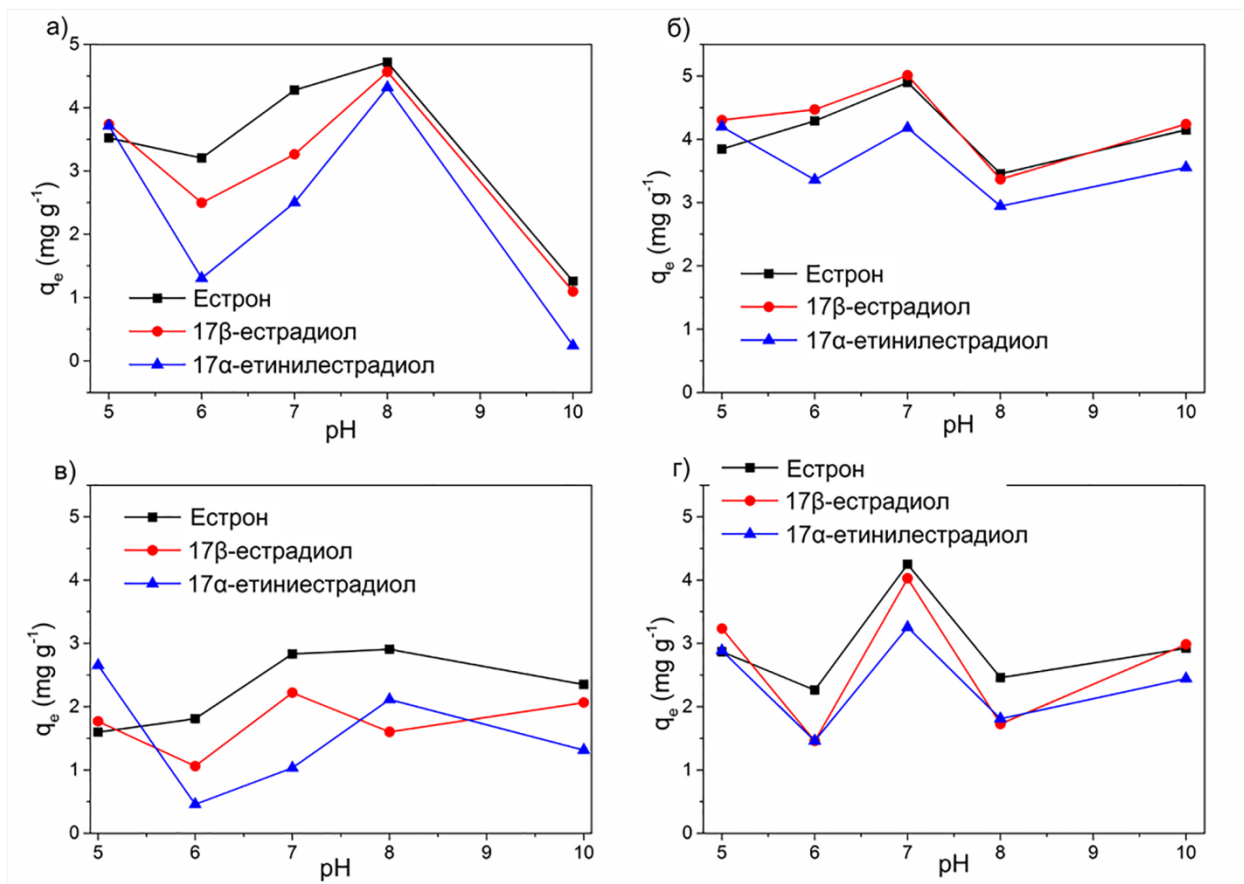 а)
5
4
3
2
1
0
qe (mg g-1)
Естрон
17β-естрадиол
17α-етинилестрадиол
5 6 7 8 9 10
pH
б)
5
4
3
2
1
0
qe (mg g-1)
Естрон
17β-естрадиол
17α-етинилестрадиол
5 6 7 8 9 10
pH
в)
5
4
3
2
1
0
qe (mg g-1)
Естрон
17β-естрадиол
17α-етиниестрадиол
5 6 7 8 9 10
pH
г)
Естрон
17β-естрадиол
17α-етинилестрадиол
5
4
3
2
1
0
qe (mg g-1)
5 6 7 8 9 10
pH